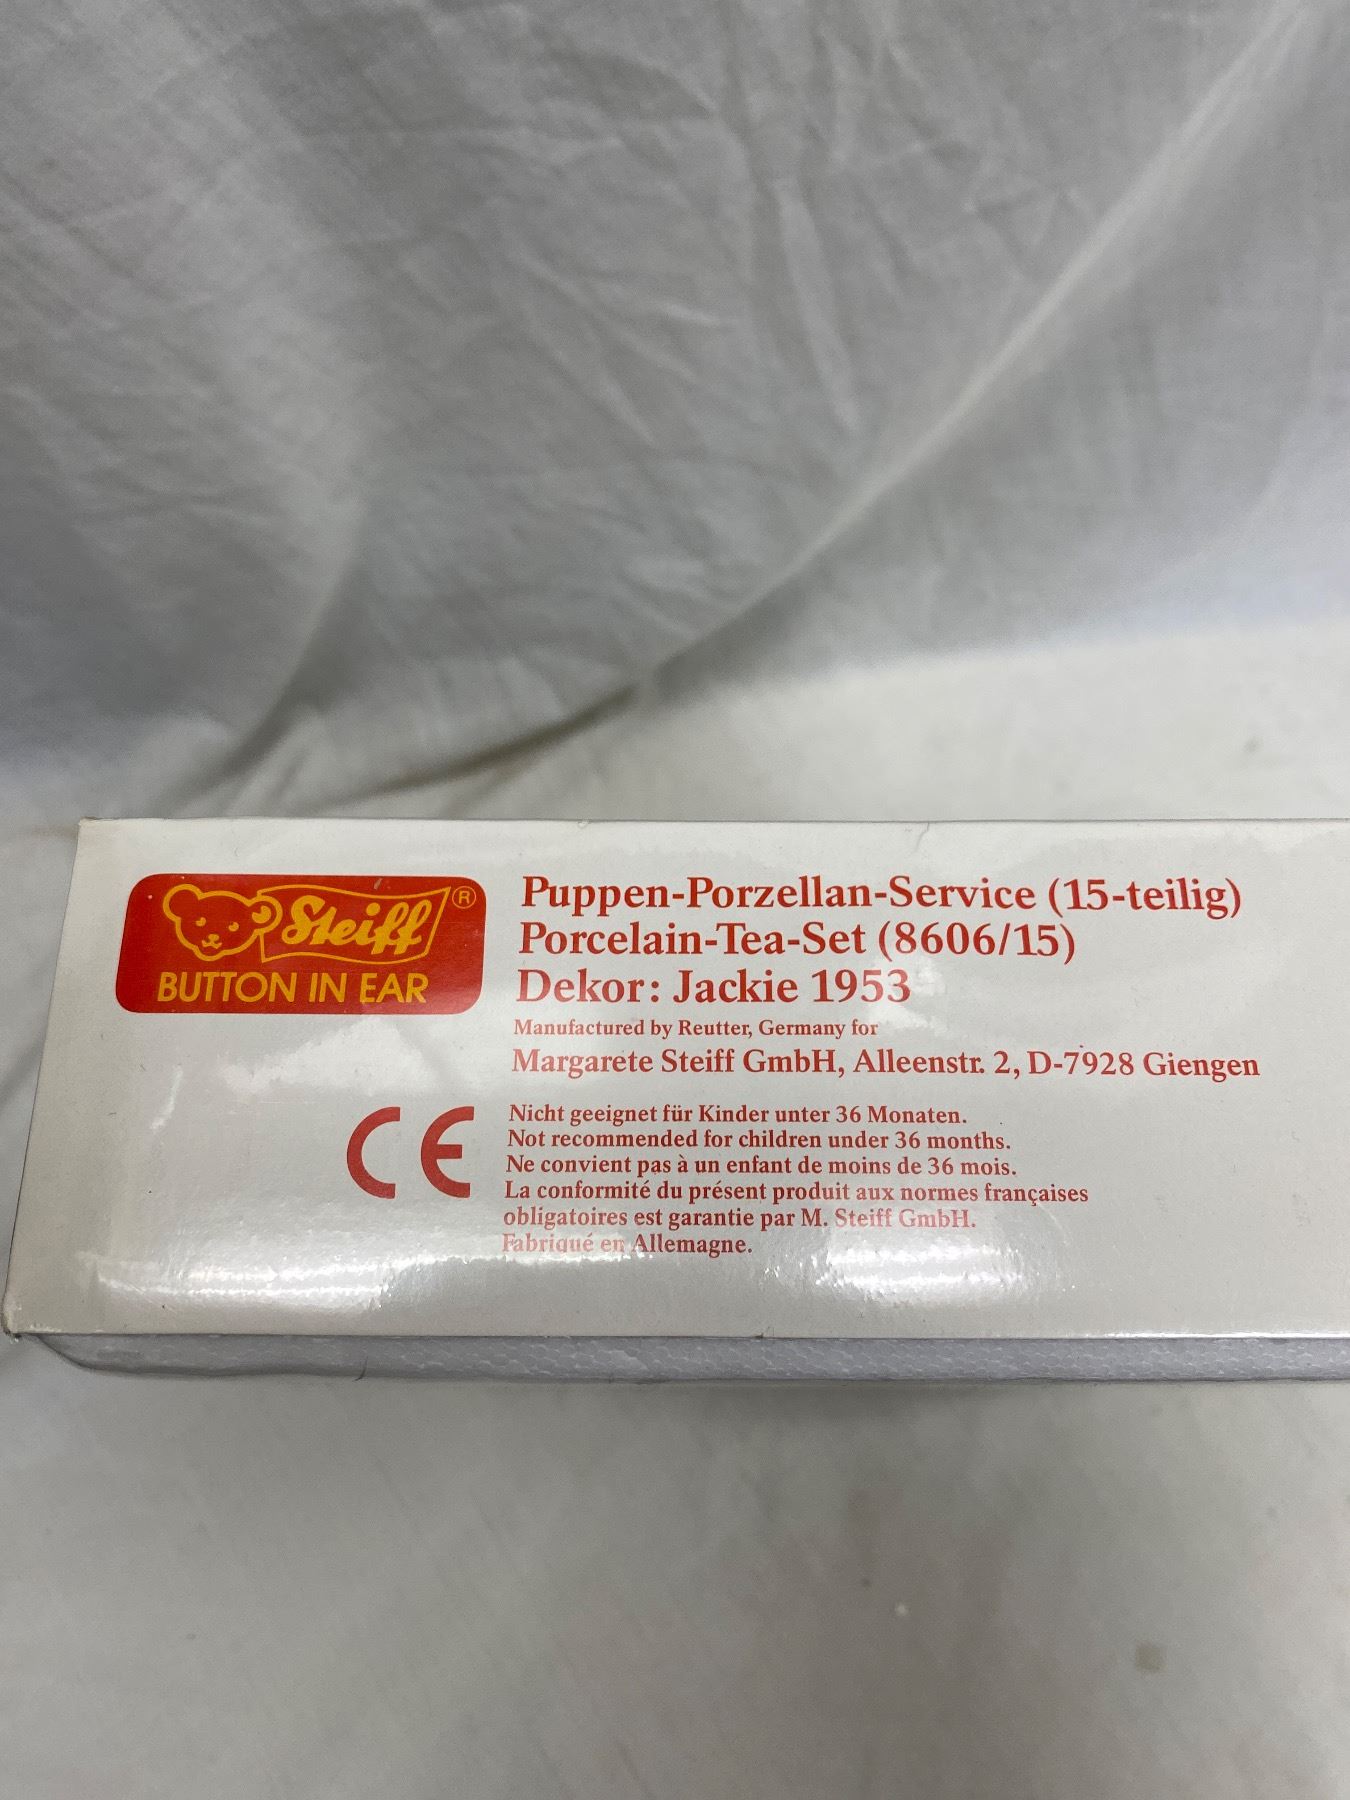 Steiff ®
BUTTON IN EAR
Puppen-Porzellan-Service (15-teilig)
Porcelain-Tea-Set (8606/15)
Dekor: Jackie 1953
Manufactured by Reutter, Germany for
Margarete Steiff GmbH, Alleenstr. 2, D-7928 Giengen
CE
Nicht geeignet für Kinder unter 36 Monaten.
Not recommended for children under 36 months.
Ne convient pas à un enfant de moins de 36 mois.
La conformité du présent produit aux normes françaises
obligatoires est garantie par M. Steiff GmbH.
Fabriqué en Allemagne.